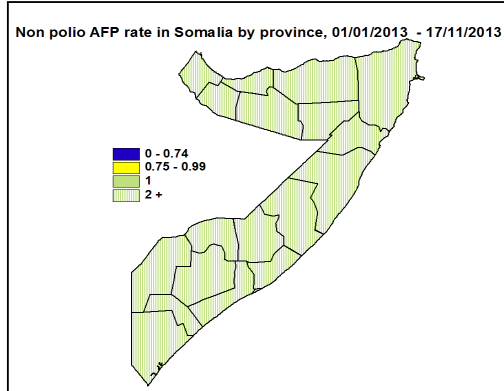 Non polio AFP rate in Somalia by province, 01/01/2013 - 17/11/2013
0 - 0.74
0.75 - 0.99
1
2 +